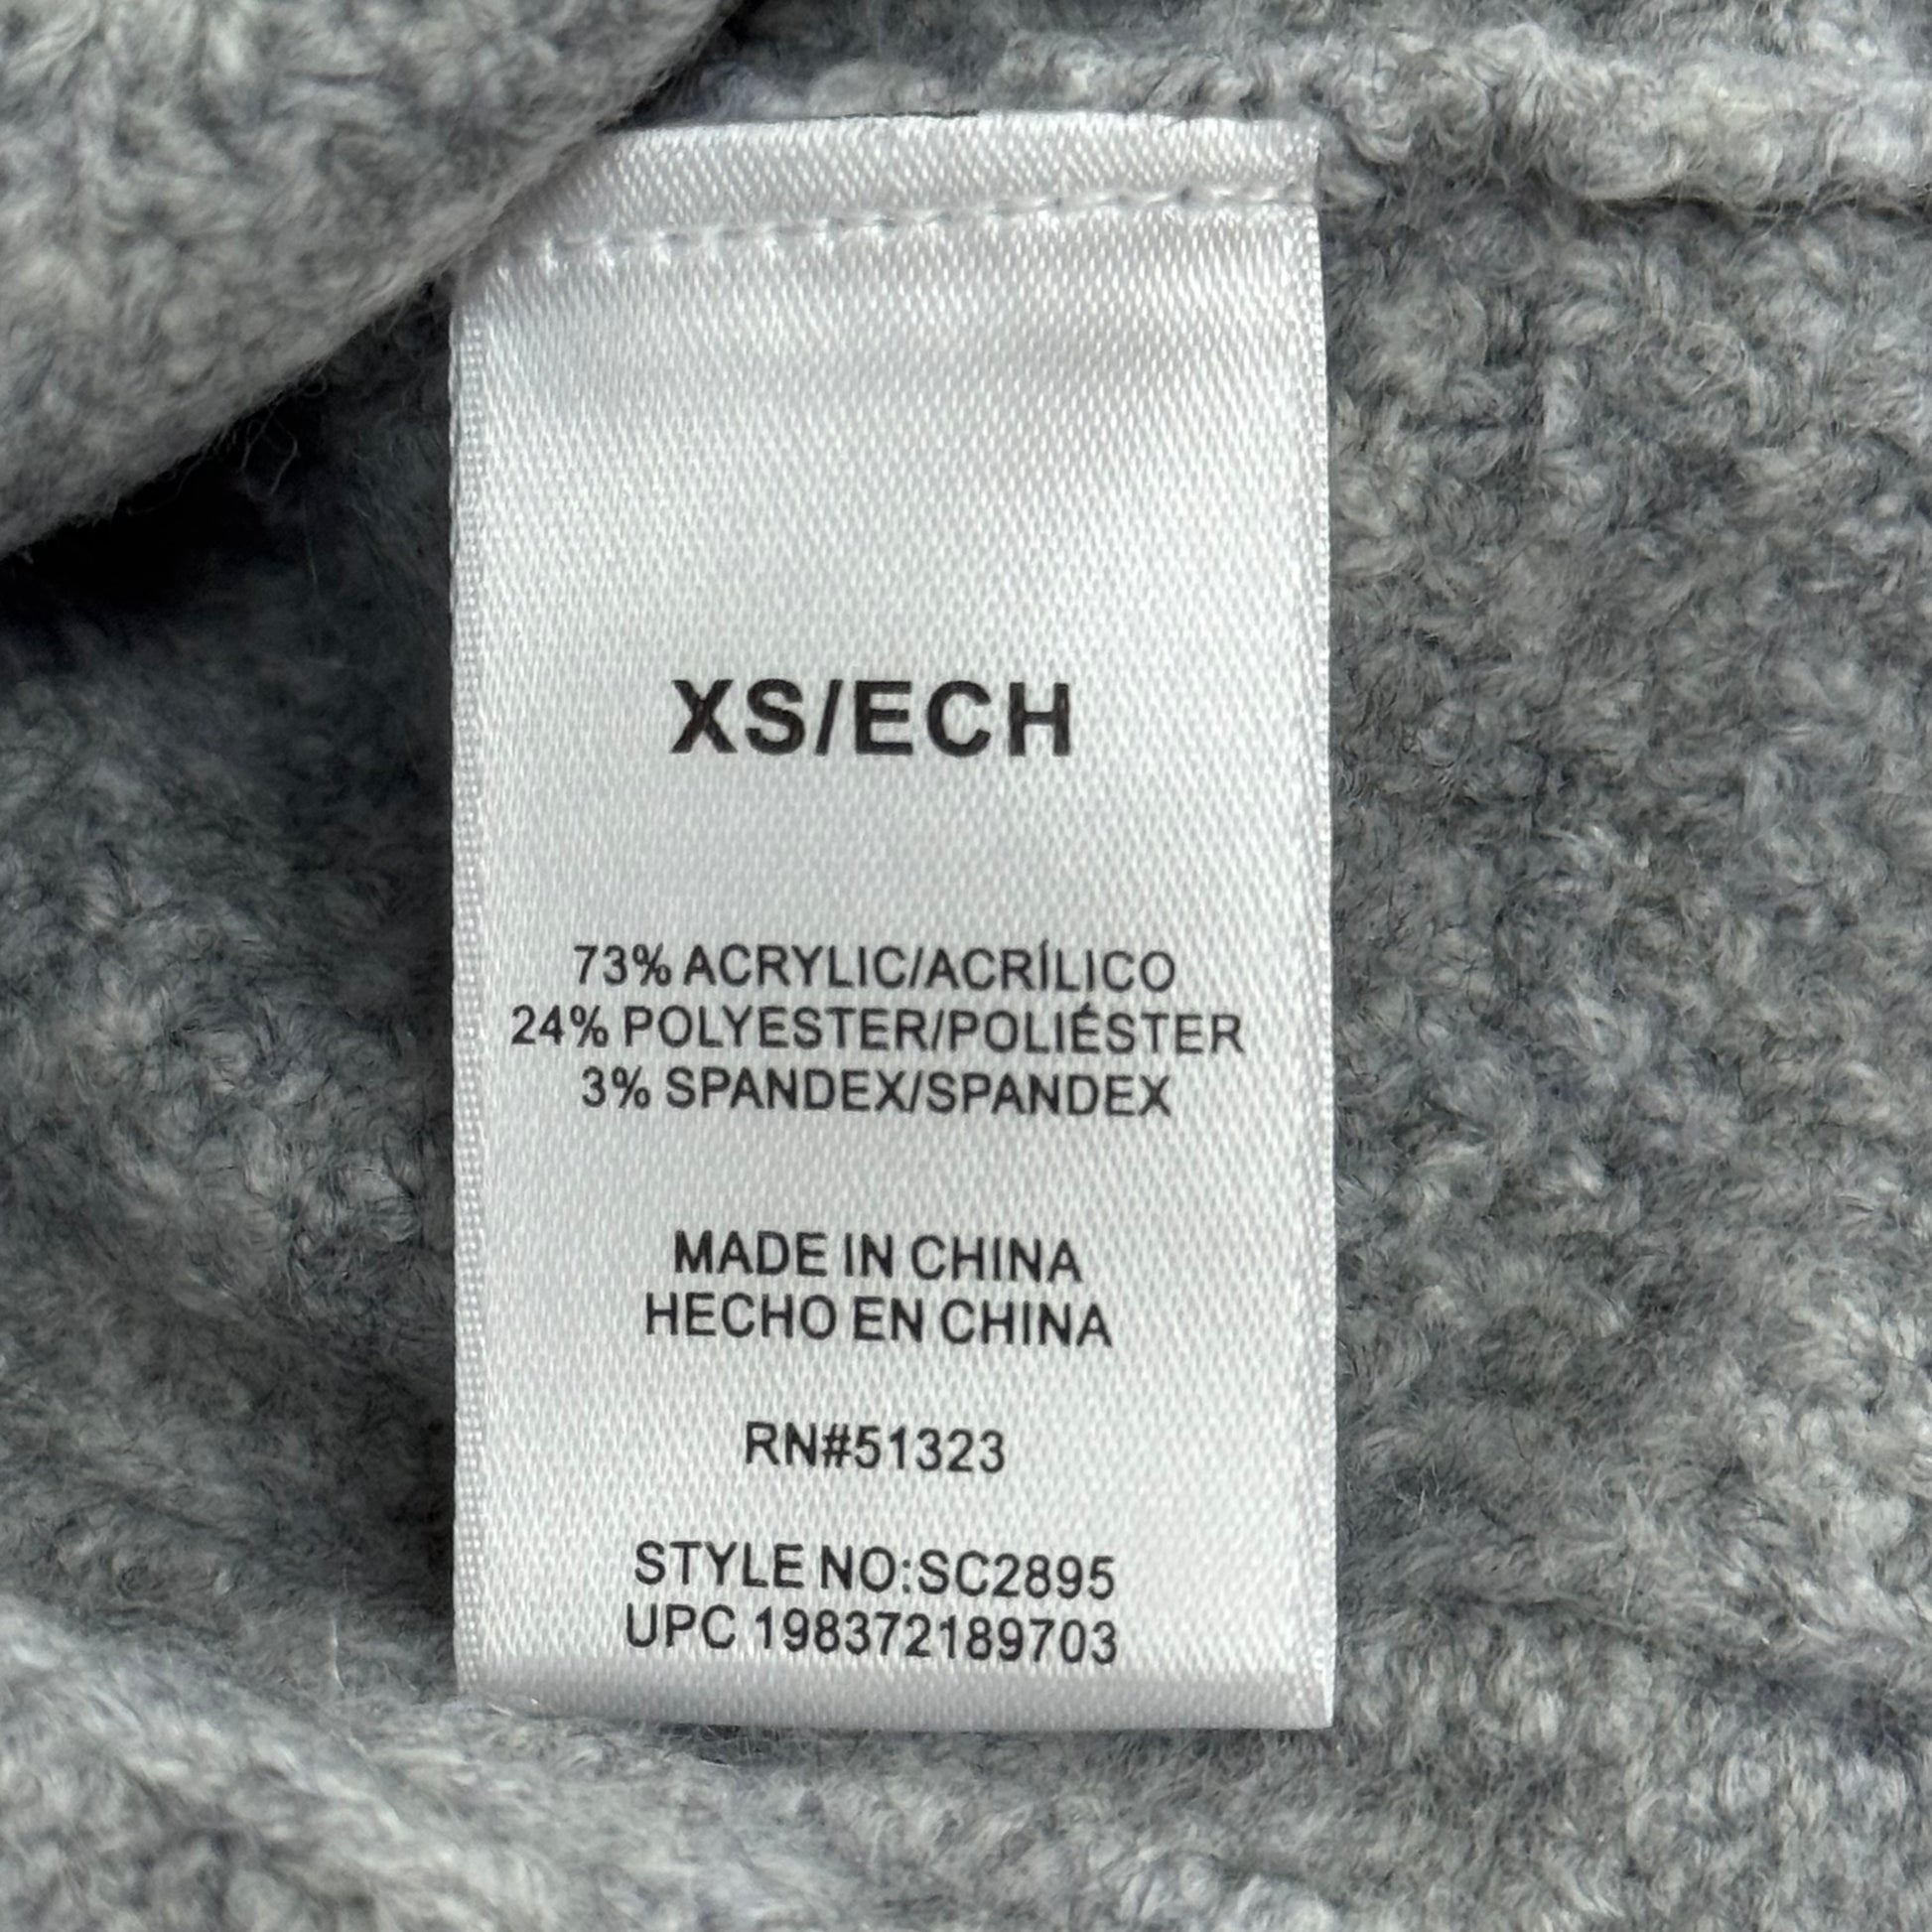 XS/ECH
73% ACRYLIC/ACRÍLICO
24% POLYESTER/POLIÉSTER
3% SPANDEX/SPANDEX
MADE IN CHINA
HECHO EN CHINA
RN#51323
STYLE NO:SC2895
UPC 198372189703